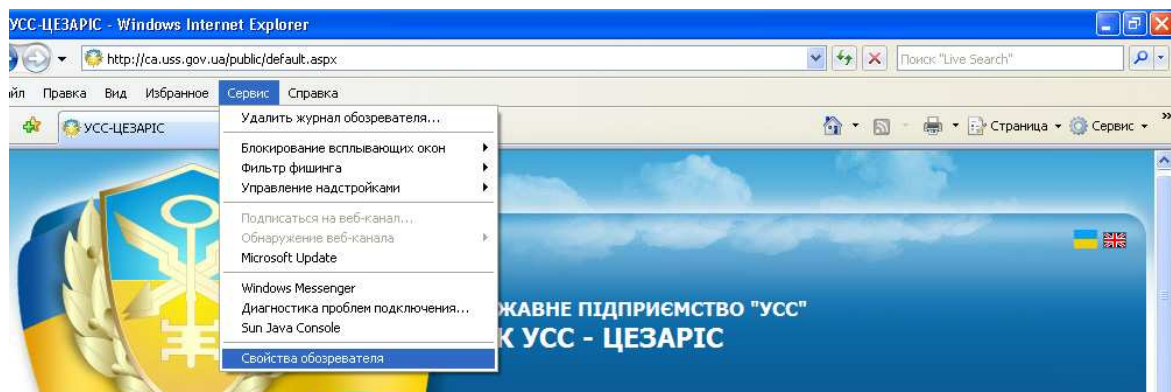 УСС-ЦЕЗАРІС - Windows Internet Explorer
http://ca.uss.gov.ua/public/default.aspx
Поиск "Live Search"
Правка Вид Избранное Сервис Справка
УСС-ЦЕЗАРІС
Страница Сервис »
Удалить журнал обозревателя...
Блокирование всплывающих окон
Фильтр фишинга
Управление надстройками
Подписаться на веб-канал...
Обнаружение веб-канала
Microsoft Update
Windows Messenger
Диагностика проблем подключения...
Sun Java Console
Свойства обозревателя
ЖАВНЕ ПІДПРИЄМСТВО "УСС"
К УСС - ЦЕЗАРІС